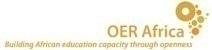 OER Africa
Building African education capacity through openness